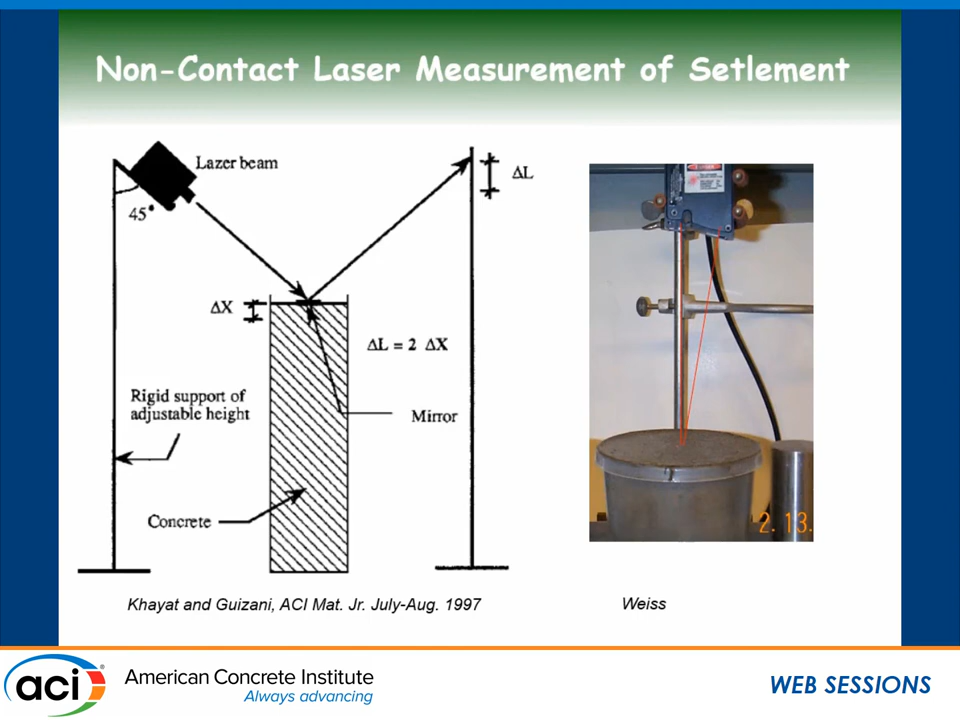 Non-Contact Laser Measurement of Setlement
Lazer beam
45°
ΔL
ΔX
ΔL = 2 ΔX
Rigid support of
adjustable height
Mirror
Concrete
2.13.
Khayat and Guizani, ACI Mat. Jr. July-Aug. 1997
Weiss
aci®
American Concrete Institute
Always advancing
WEB SESSIONS